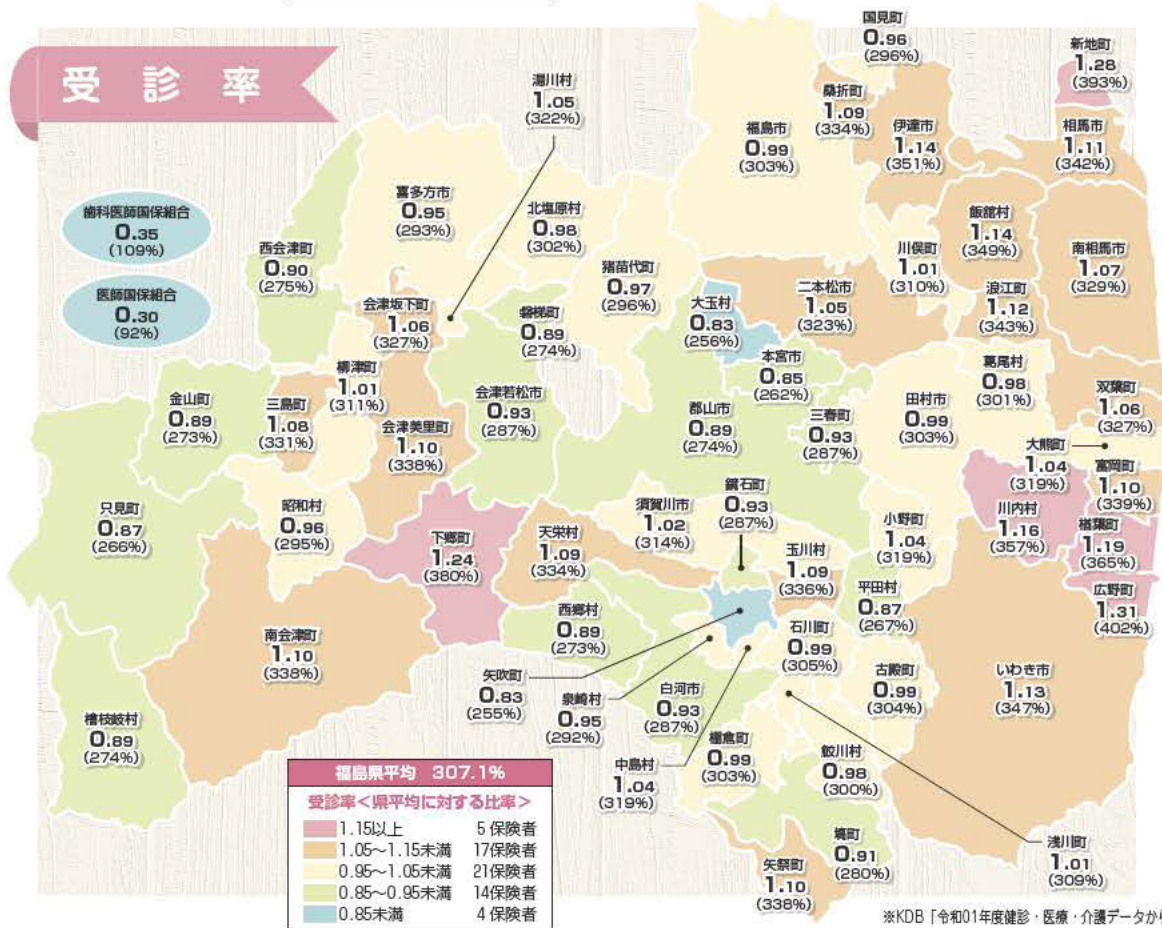 受診率
国見町
0.96
(296%)
新地町
1.28
(393%)
湯川村
1.05
(322%)
桑折町
1.09
(334%)
福島市
0.99
(303%)
伊達市
1.14
(351%)
相馬市
1.11
(342%)
歯科医師国保組合
0.35
(109%)
医師国保組合
0.30
(92%)
喜多方市
0.95
(293%)
北塩原村
0.98
(302%)
西会津町
0.90
(275%)
猪苗代町
0.97
(296%)
飯舘村
1.14
(349%)
川俣町
1.01
(310%)
南相馬市
1.07
(329%)
会津坂下町
1.06
(327%)
磐梯町
0.89
(274%)
大玉村
0.83
(256%)
二本松市
1.05
(323%)
浪江町
1.12
(343%)
柳津町
1.01
(311%)
本宮市
0.85
(262%)
葛尾村
0.98
(301%)
金山町
0.89
(273%)
三島町
1.08
(331%)
会津若松市
0.93
(287%)
会津美里町
1.10
(338%)
郡山市
0.89
(274%)
三春町
0.93
(287%)
田村市
0.99
(303%)
双葉町
1.06
(327%)
大熊町
1.04
(319%)
富岡町
1.10
(339%)
只見町
0.87
(266%)
昭和村
0.96
(295%)
下郷町
1.24
(380%)
天栄村
1.09
(334%)
須賀川市
1.02
(314%)
鏡石町
0.93
(287%)
小野町
1.04
(319%)
川内村
1.16
(357%)
楢葉町
1.19
(365%)
玉川村
1.09
(336%)
平田村
0.87
(267%)
広野町
1.31
(402%)
南会津町
1.10
(338%)
西郷村
0.89
(273%)
石川町
0.99
(305%)
矢吹町
0.83
(255%)
泉崎村
0.95
(292%)
白河市
0.93
(287%)
古殿町
0.99
(304%)
いわき市
1.13
(347%)
檜枝岐村
0.89
(274%)
棚倉町
0.99
(303%)
中島村
1.04
(319%)
鮫川村
0.98
(300%)
塙町
0.91
(280%)
浅川町
1.01
(309%)
矢祭町
1.10
(338%)
福島県平均 307.1%
受診率<県平均に対する比率>
1.15以上 5保険者
1.05～1.15未満 17保険者
0.95～1.05未満 21保険者
0.85～0.95未満 14保険者
0.85未満 4保険者
※KDB「令和01年度健診・医療・介護データから